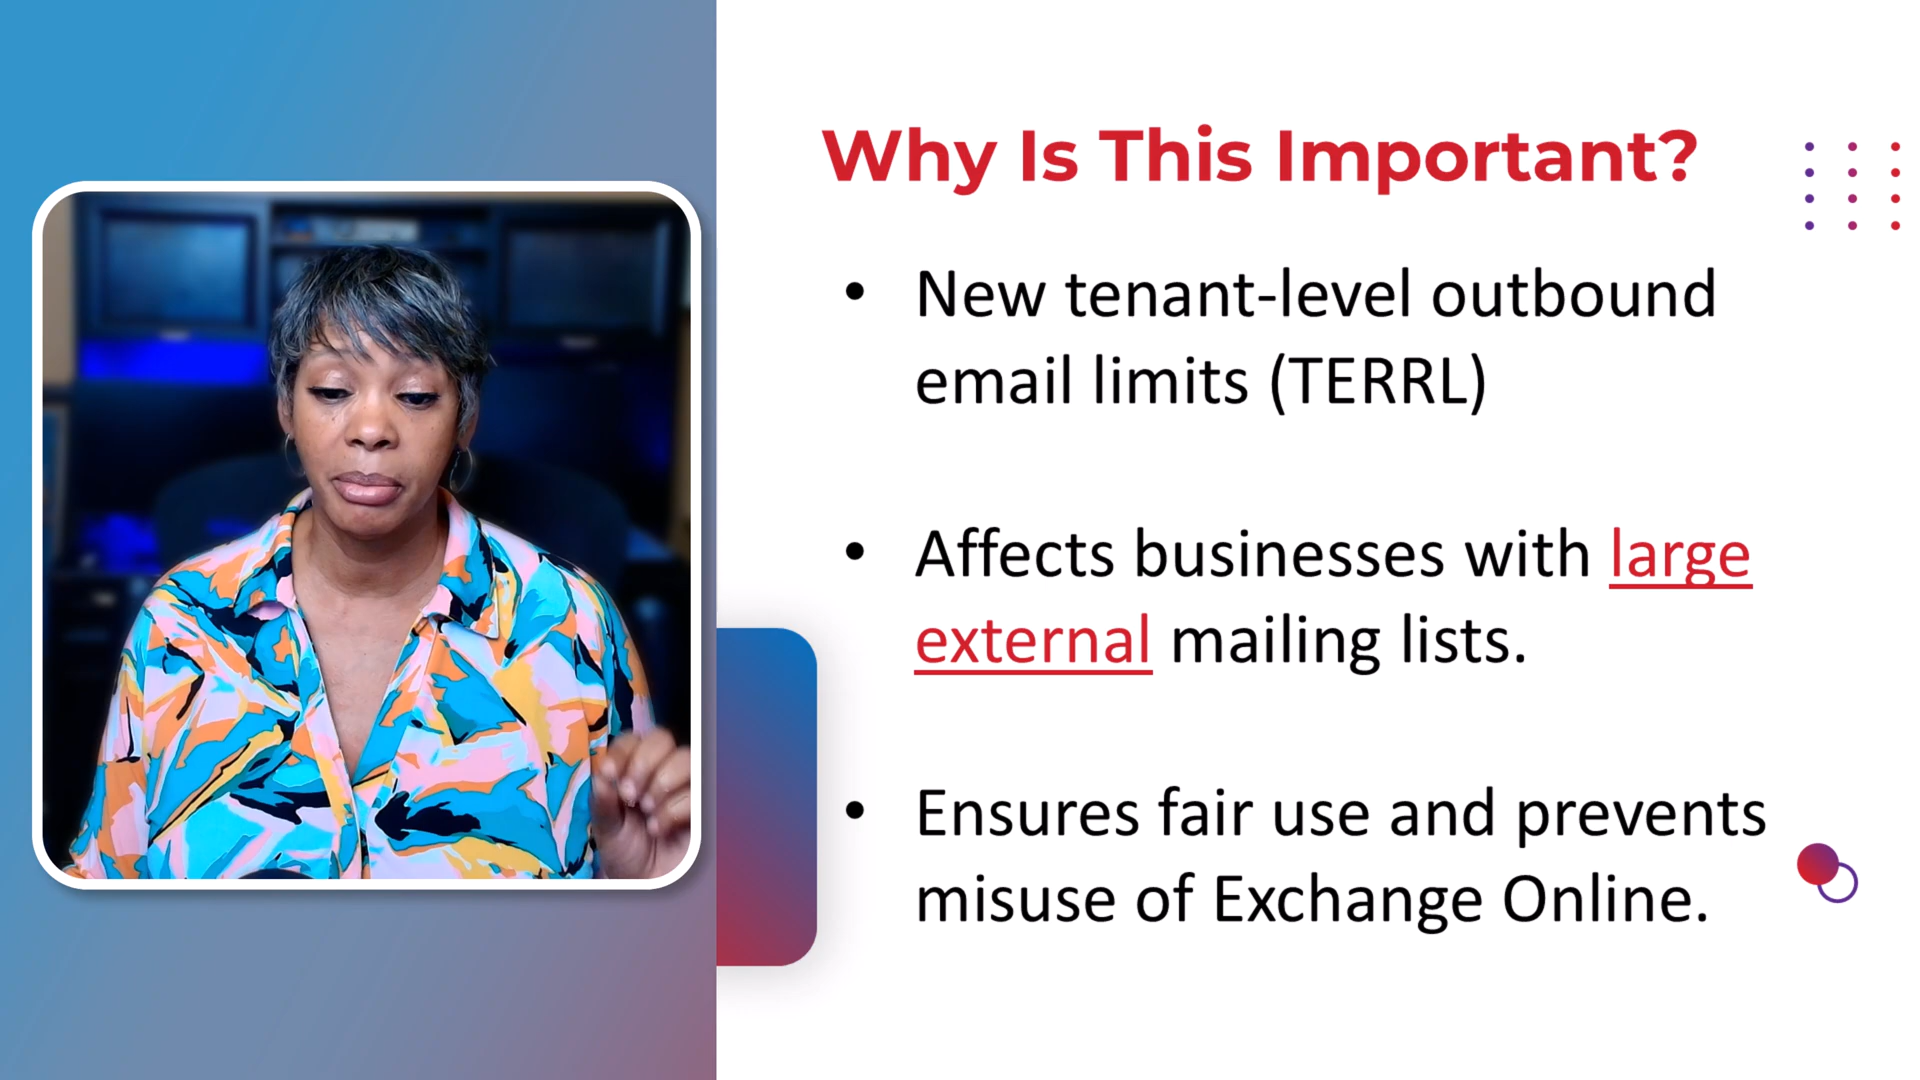 Why Is This Important?
• New tenant-level outbound
email limits (TERRL)
• Affects businesses with large
external mailing lists.
• Ensures fair use and prevents
misuse of Exchange Online.